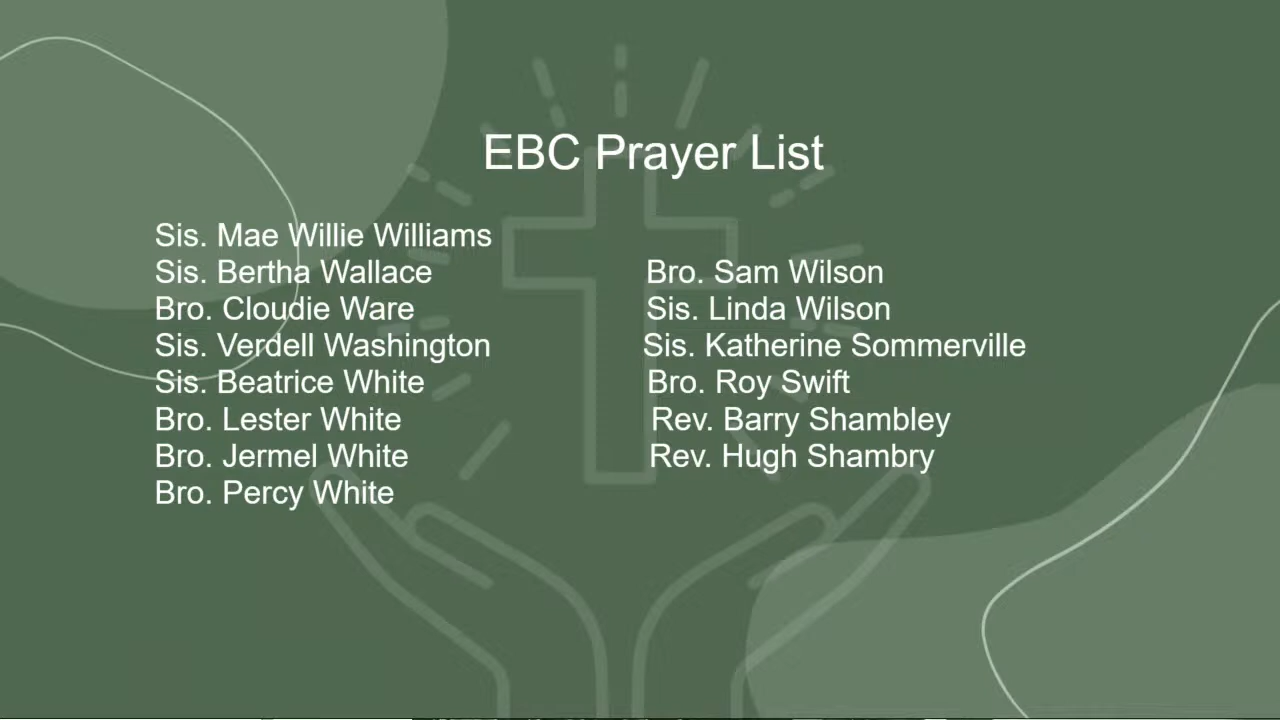 EBC Prayer List
Sis. Mae Willie Williams
Sis. Bertha Wallace
Bro. Cloudie Ware
Sis. Verdell Washington
Sis. Beatrice White
Bro. Lester White
Bro. Jermel White
Bro. Percy White
Bro. Sam Wilson
Sis. Linda Wilson
Sis. Katherine Sommerville
Bro. Roy Swift
Rev. Barry Shambley
Rev. Hugh Shambry